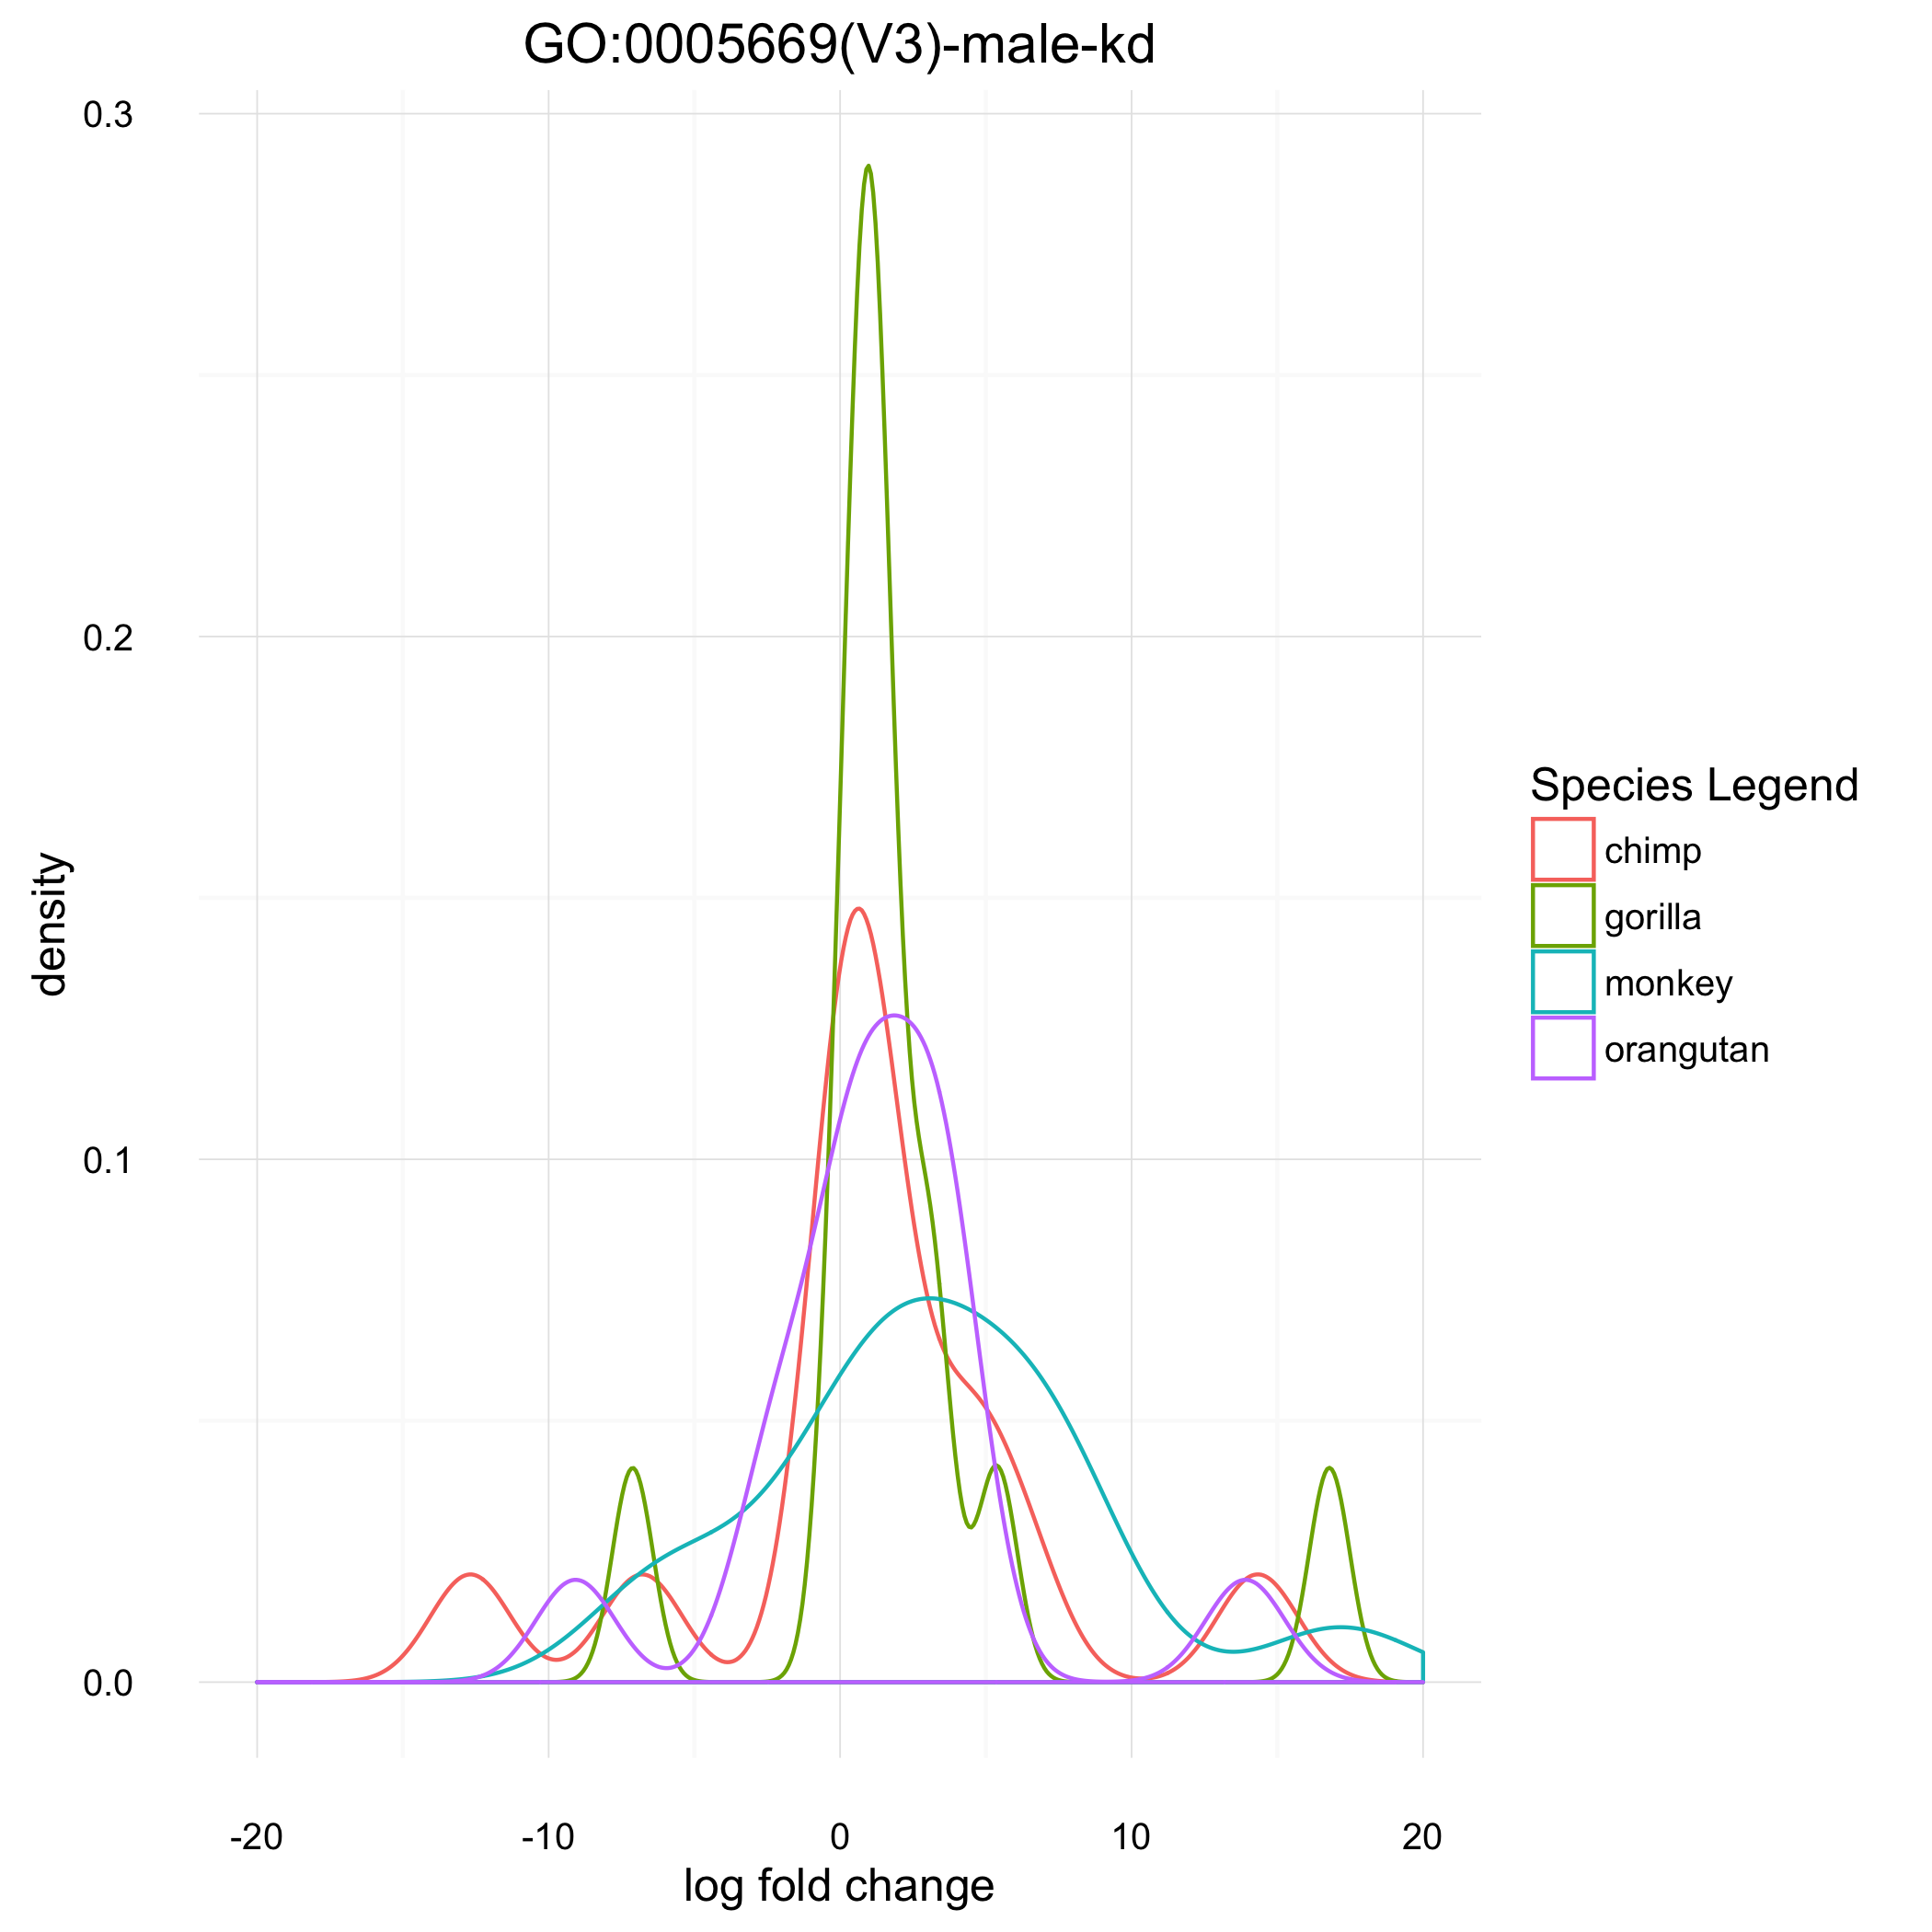 GO:0005669(V3)-male-kd
0.3
0.2
0.1
0.0
density
-20
-10
0
10
20
log fold change
Species Legend
chimp
gorilla
monkey
orangutan